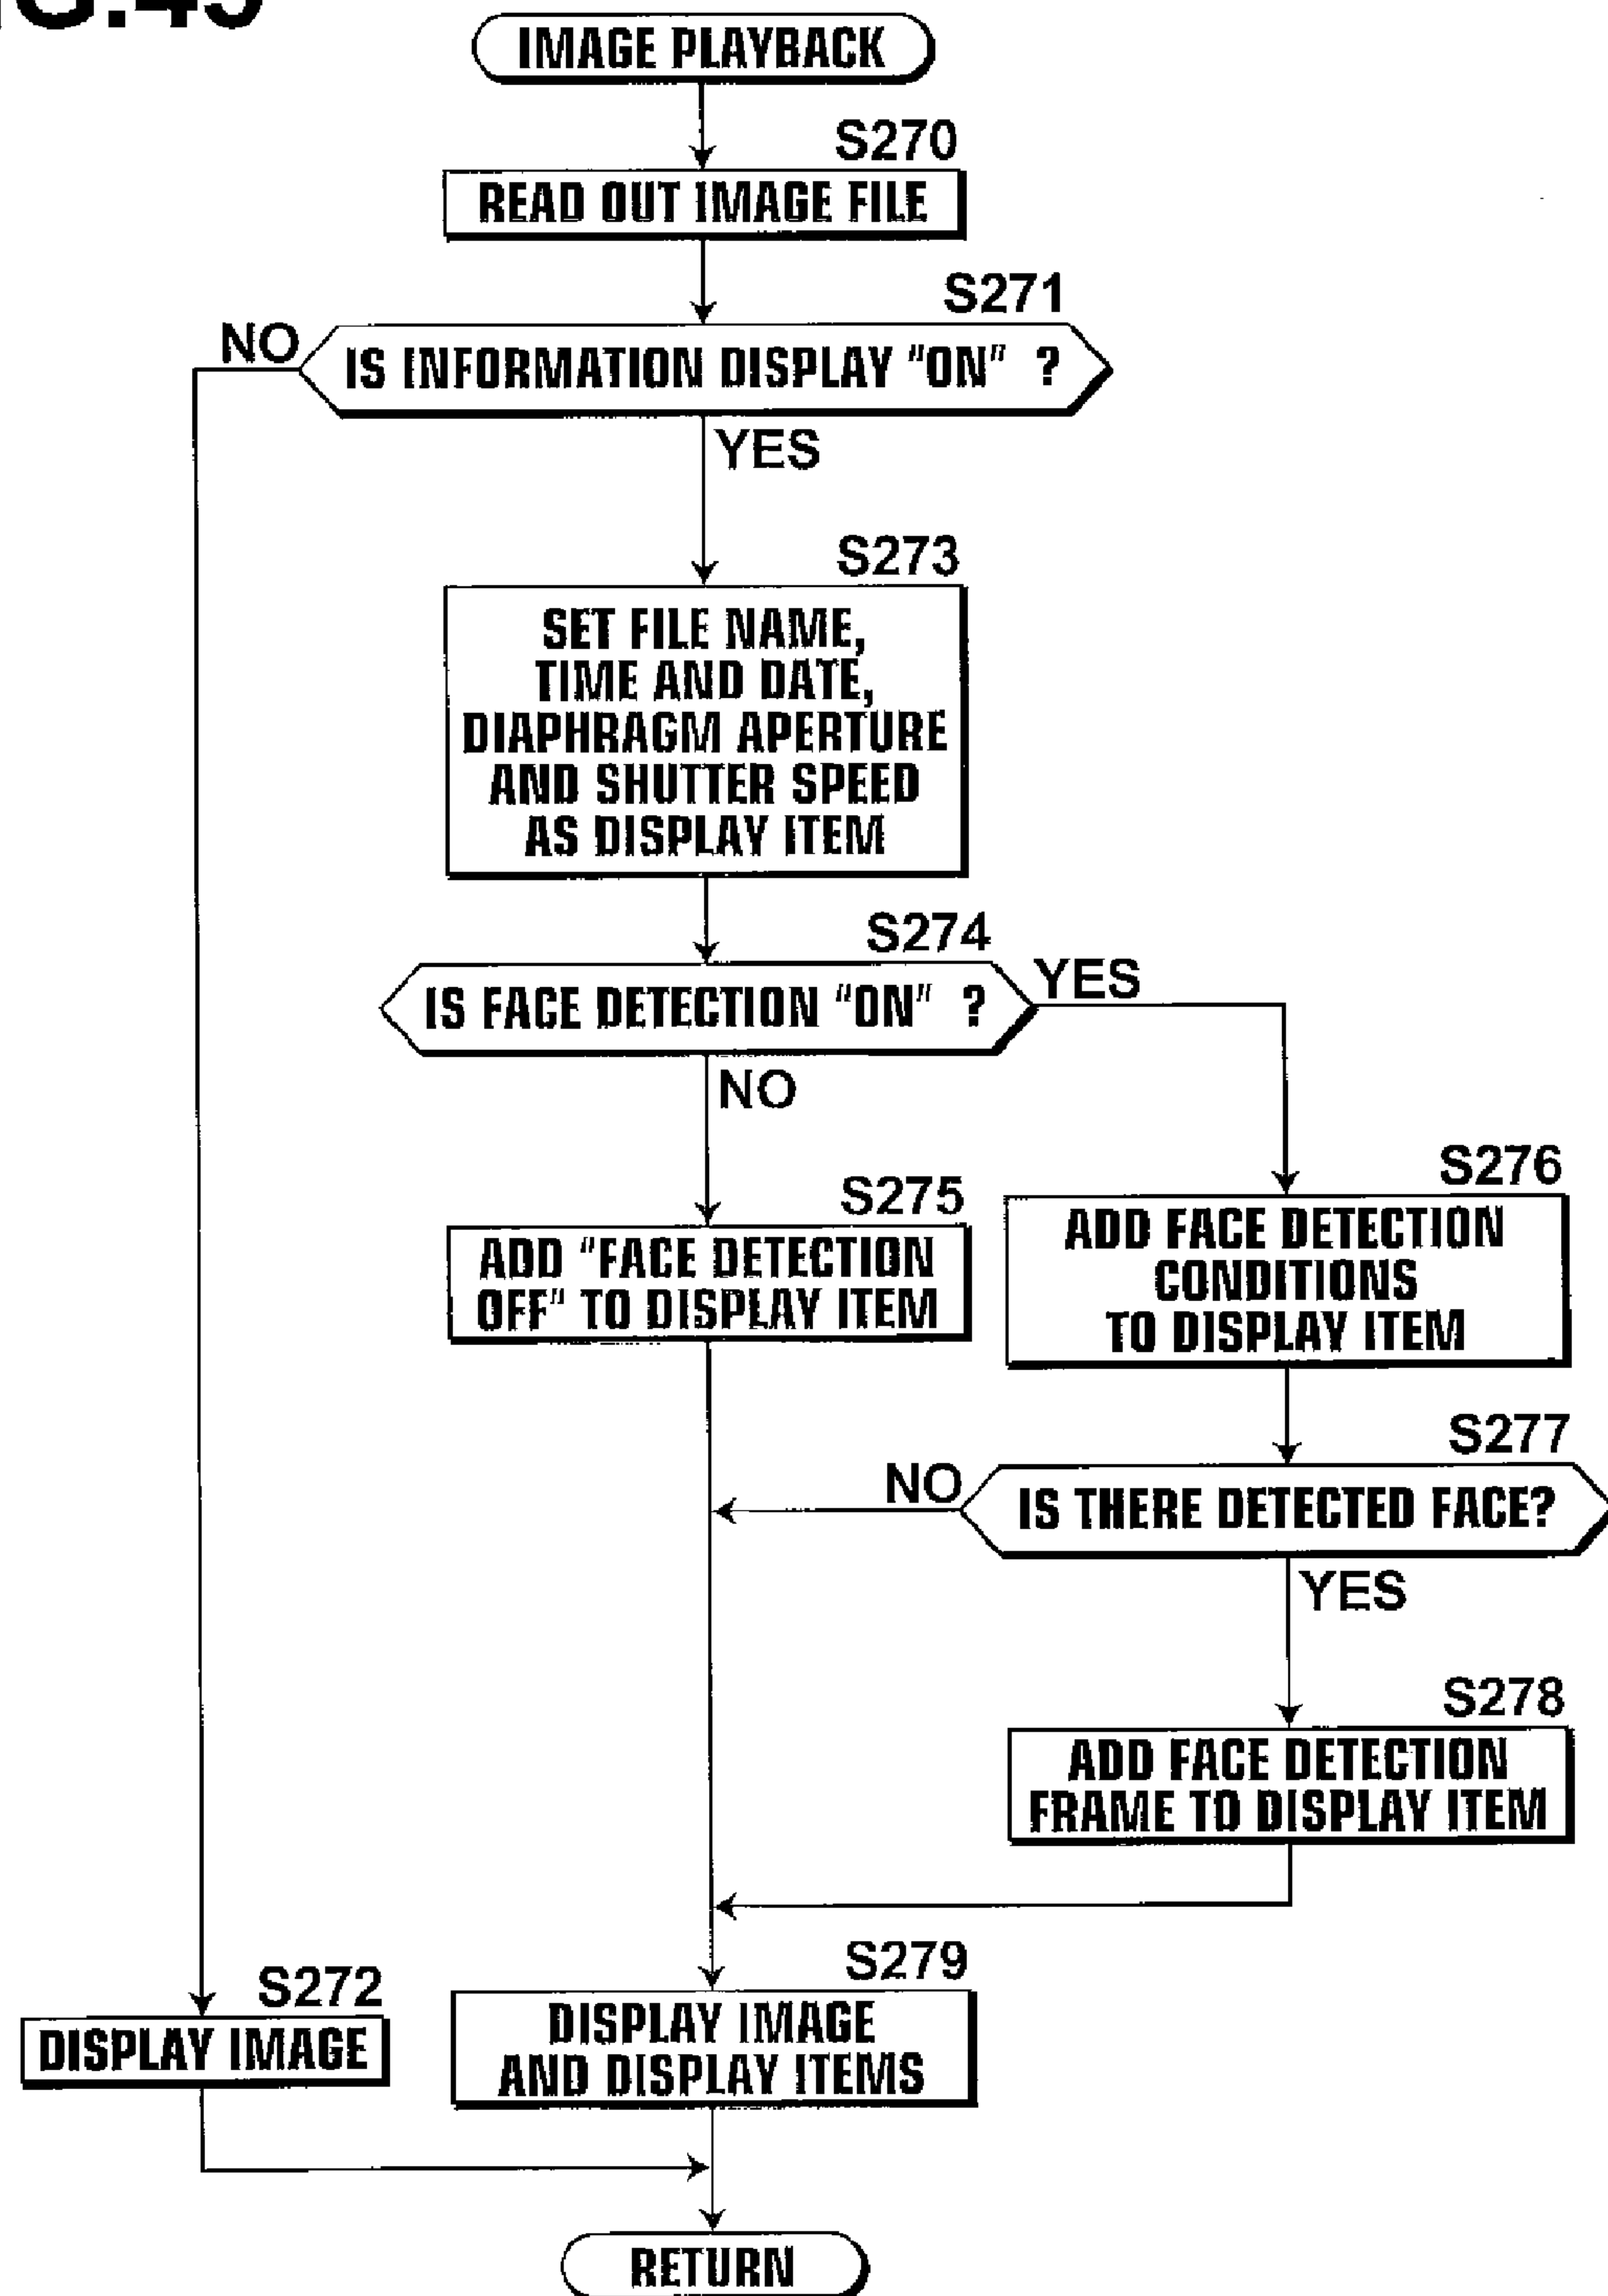 IMAGE PLAYBACK
S270
READ OUT IMAGE FILE
S271
NO
IS INFORMATION DISPLAY "ON" ?
YES
S273
SET FILE NAME,
TIME AND DATE,
DIAPHRAGM APERTURE
AND SHUTTER SPEED
AS DISPLAY ITEM
S274
IS FACE DETECTION "ON" ?
YES
NO
S275
ADD "FACE DETECTION
OFF" TO DISPLAY ITEM
S276
ADD FACE DETECTION
CONDITIONS
TO DISPLAY ITEM
S277
NO
IS THERE DETECTED FACE?
YES
S278
ADD FACE DETECTION
FRAME TO DISPLAY ITEM
S272
DISPLAY IMAGE
S279
DISPLAY IMAGE
AND DISPLAY ITEMS
RETURN